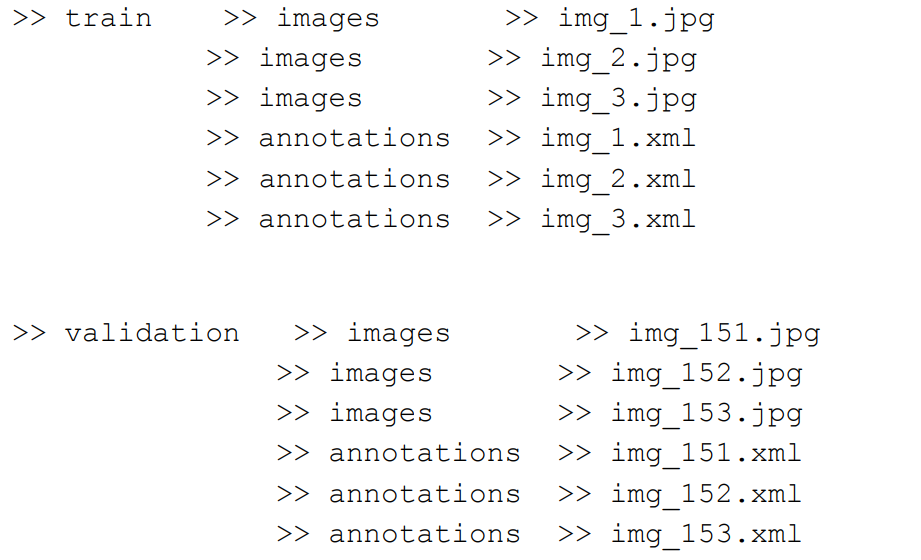 >> train    >> images       >> img_1.jpg
           >> images       >> img_2.jpg
           >> images       >> img_3.jpg
           >> annotations  >> img_1.xml
           >> annotations  >> img_2.xml
           >> annotations  >> img_3.xml
>> validation   >> images       >> img_151.jpg
               >> images       >> img_152.jpg
               >> images       >> img_153.jpg
               >> annotations  >> img_151.xml
               >> annotations  >> img_152.xml
               >> annotations  >> img_153.xml